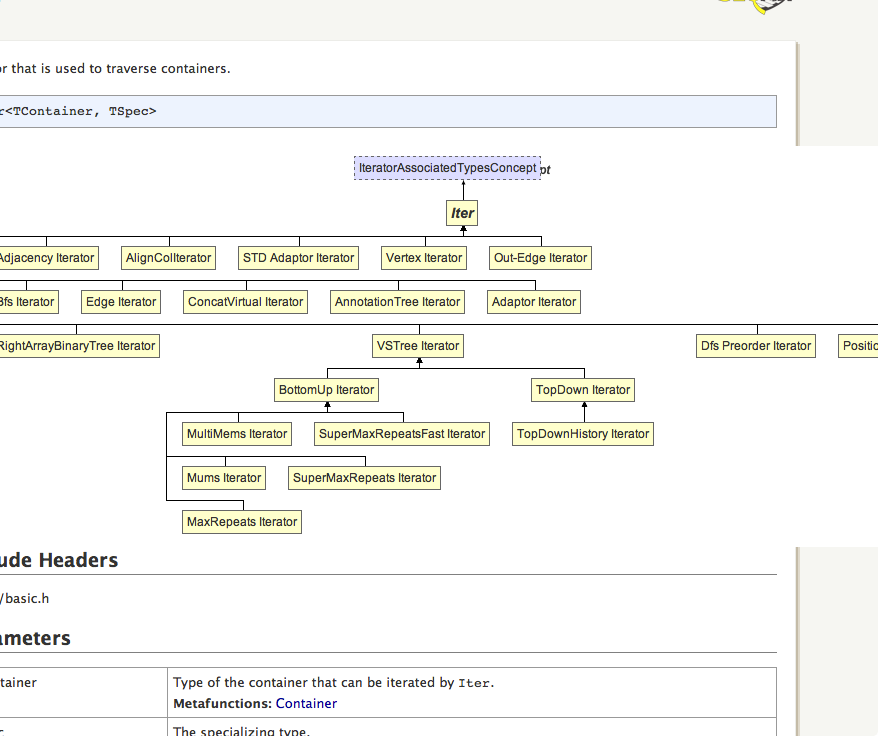 or that is used to traverse containers.
r<TContainer, TSpec>
IteratorAssociatedTypesConcept pt
Iter
Adjacency Iterator AlignColIterator STD Adaptor Iterator Vertex Iterator Out-Edge Iterator
Bfs Iterator Edge Iterator ConcatVirtual Iterator AnnotationTree Iterator Adaptor Iterator
RightArrayBinaryTree Iterator VSTree Iterator Dfs Preorder Iterator Positio
BottomUp Iterator TopDown Iterator
MultiMems Iterator SuperMaxRepeatsFast Iterator TopDownHistory Iterator
Mums Iterator SuperMaxRepeats Iterator
MaxRepeats Iterator
ude Headers
/basic.h
ameters
tainer Type of the container that can be iterated by Iter.
Metafunctions: Container
The specializing type.